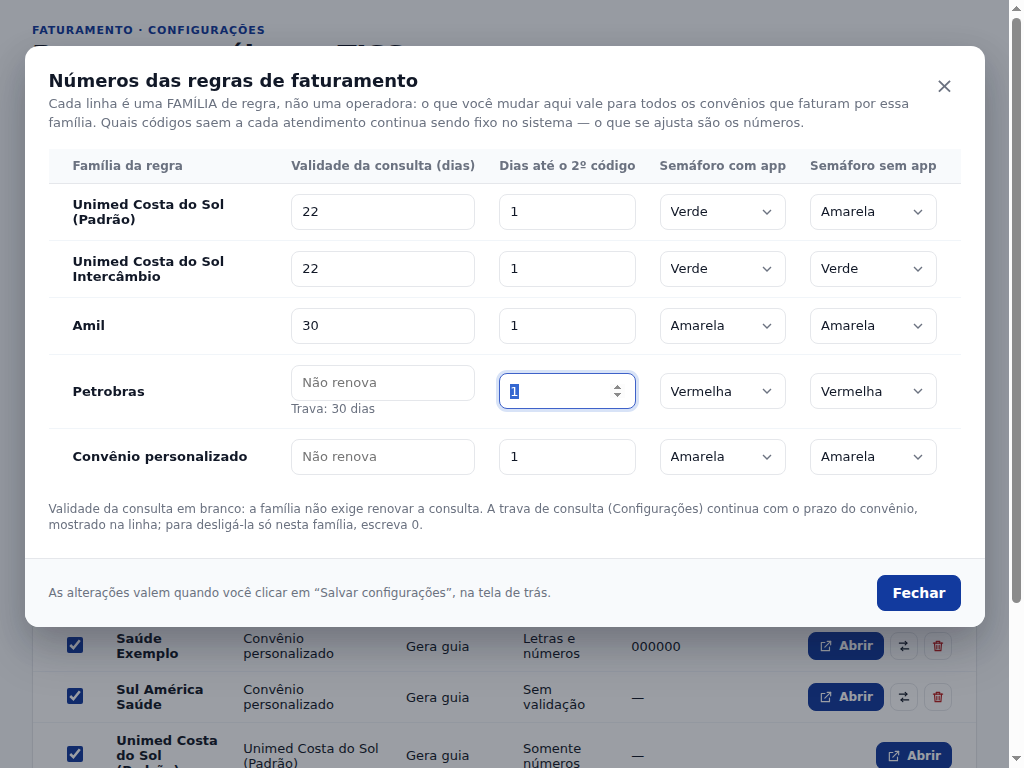 FATURAMENTO · CONFIGURAÇÕES
Números das regras de faturamento
Cada linha é uma FAMÍLIA de regra, não uma operadora: o que você mudar aqui vale para todos os convênios que faturam por essa
família. Quais códigos saem a cada atendimento continua sendo fixo no sistema — o que se ajusta são os números.
Família da regra Validade da consulta (dias) Dias até o 2º código Semáforo com app Semáforo sem app
Unimed Costa do Sol
(Padrão)
22 1 Verde Amarela
Unimed Costa do Sol
Intercâmbio
22 1 Verde Verde
Amil 30 1 Amarela Amarela
Petrobras Não renova 1 Vermelha Vermelha
Trava: 30 dias
Convênio personalizado Não renova 1 Amarela Amarela
Validade da consulta em branco: a família não exige renovar a consulta. A trava de consulta (Configurações) continua com o prazo do convênio,
mostrado na linha; para desligá-la só nesta família, escreva 0.
As alterações valem quando você clicar em “Salvar configurações”, na tela de trás.
Fechar
Saúde
Exemplo
Convênio
personalizado
Gera guia
Letras e
números
000000
Abrir
Sul América
Saúde
Convênio
personalizado
Gera guia
Sem
validação
—
Abrir
Unimed Costa
do Sol
(Padrão)
Unimed Costa do Sol
(Padrão)
Gera guia
Somente
números
—
Abrir